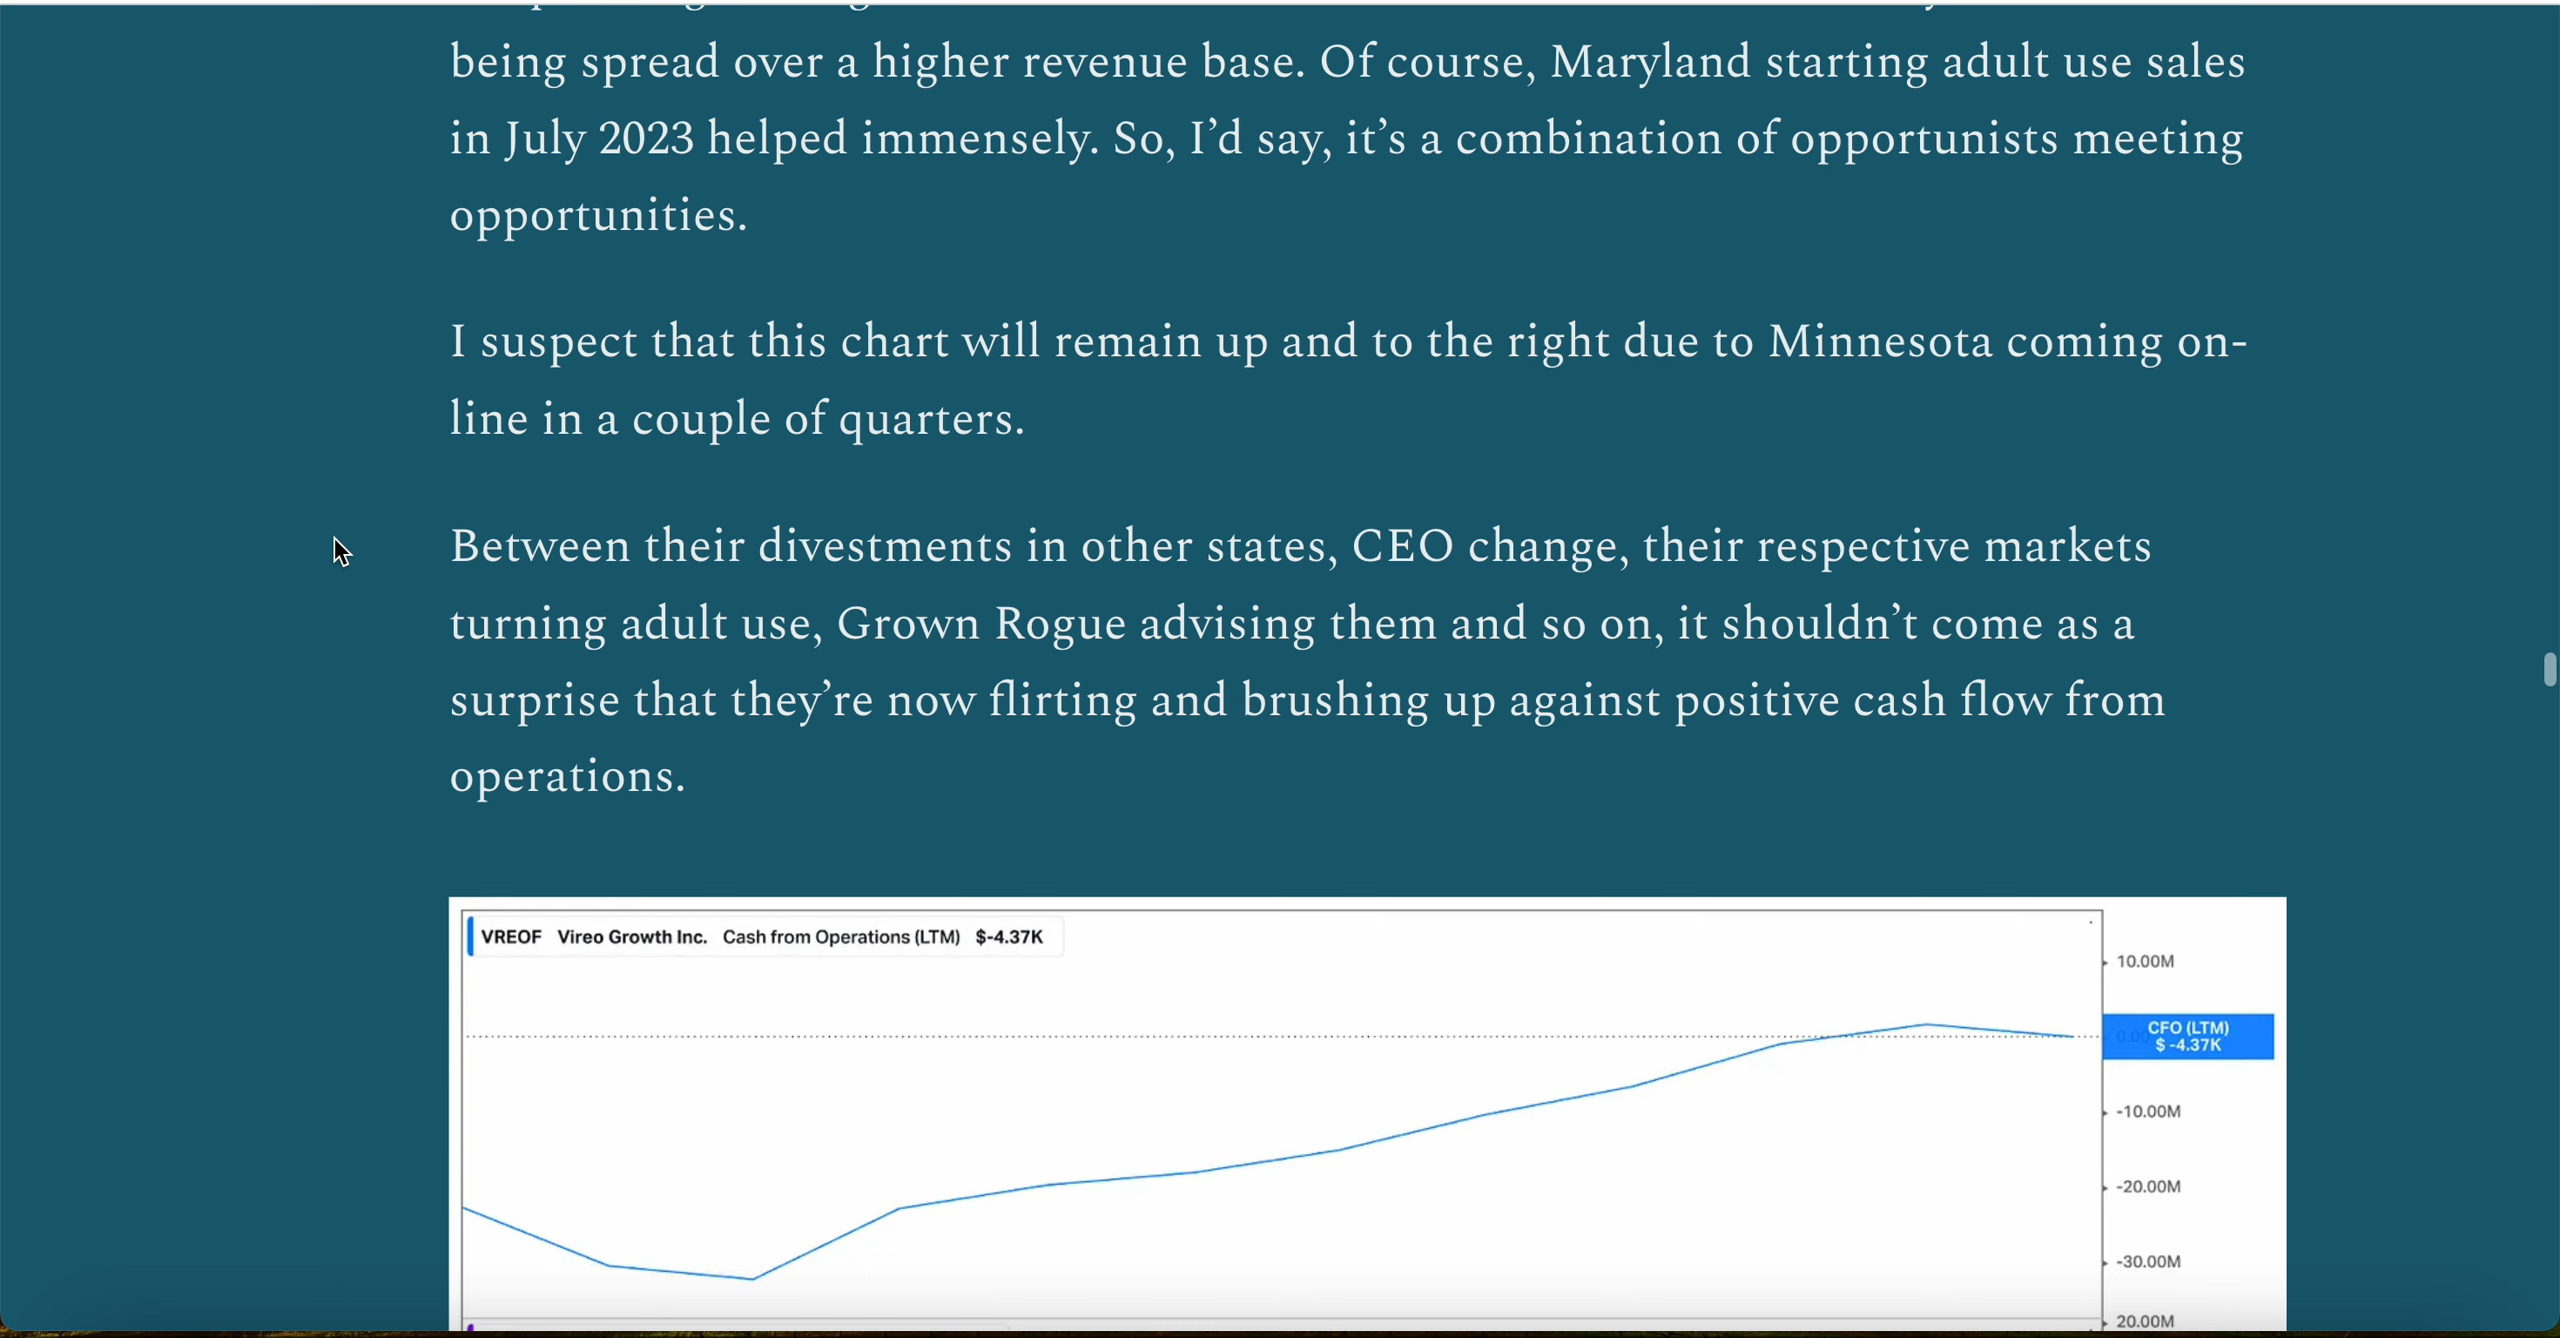 being spread over a higher revenue base. Of course, Maryland starting adult use sales
in July 2023 helped immensely. So, I’d say, it’s a combination of opportunists meeting
opportunities.
I suspect that this chart will remain up and to the right due to Minnesota coming on-
line in a couple of quarters.
Between their divestments in other states, CEO change, their respective markets
turning adult use, Grown Rogue advising them and so on, it shouldn’t come as a
surprise that they’re now flirting and brushing up against positive cash flow from
operations.
VREOF Vireo Growth Inc. Cash from Operations (LTM) $-4.37K
10.00M
CFO (LTM)
$ -4.37K
-10.00M
-20.00M
-30.00M
20.00M